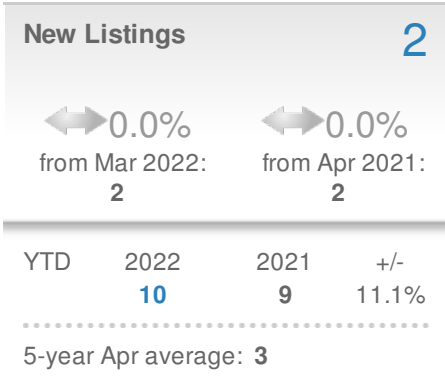 New Listings 2
0.0% 0.0%
from Mar 2022: from Apr 2021:
2 2
YTD 2022 2021 +/-
10 9 11.1%
5-year Apr average: 3